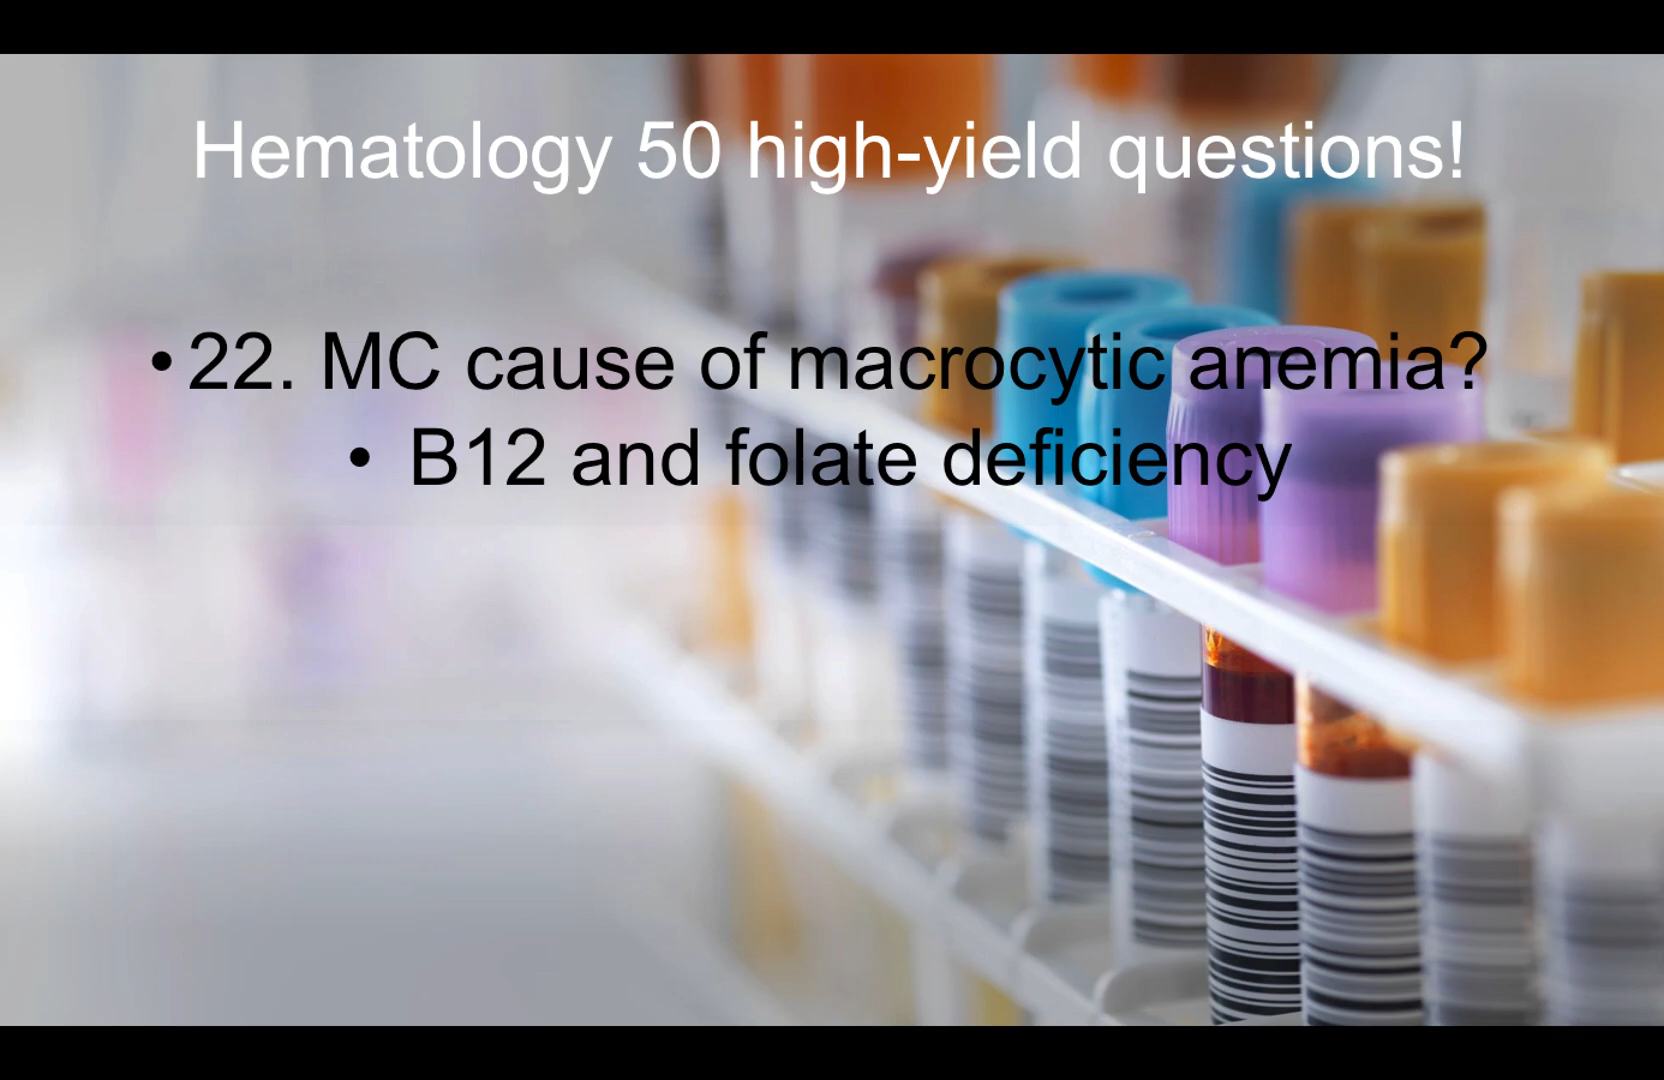 Hematology 50 high-yield questions!
• 22. MC cause of macrocytic anemia?
• B12 and folate deficiency